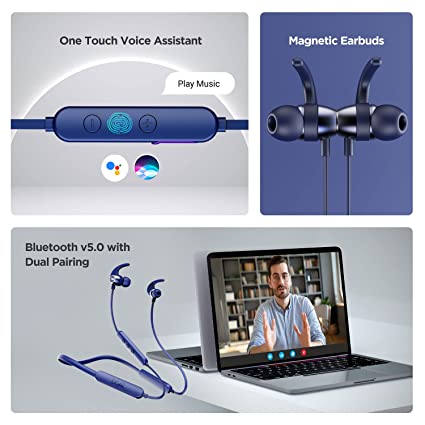 One Touch Voice Assistant
Play Music
Magnetic Earbuds
Bluetooth v5.0 with
Dual Pairing